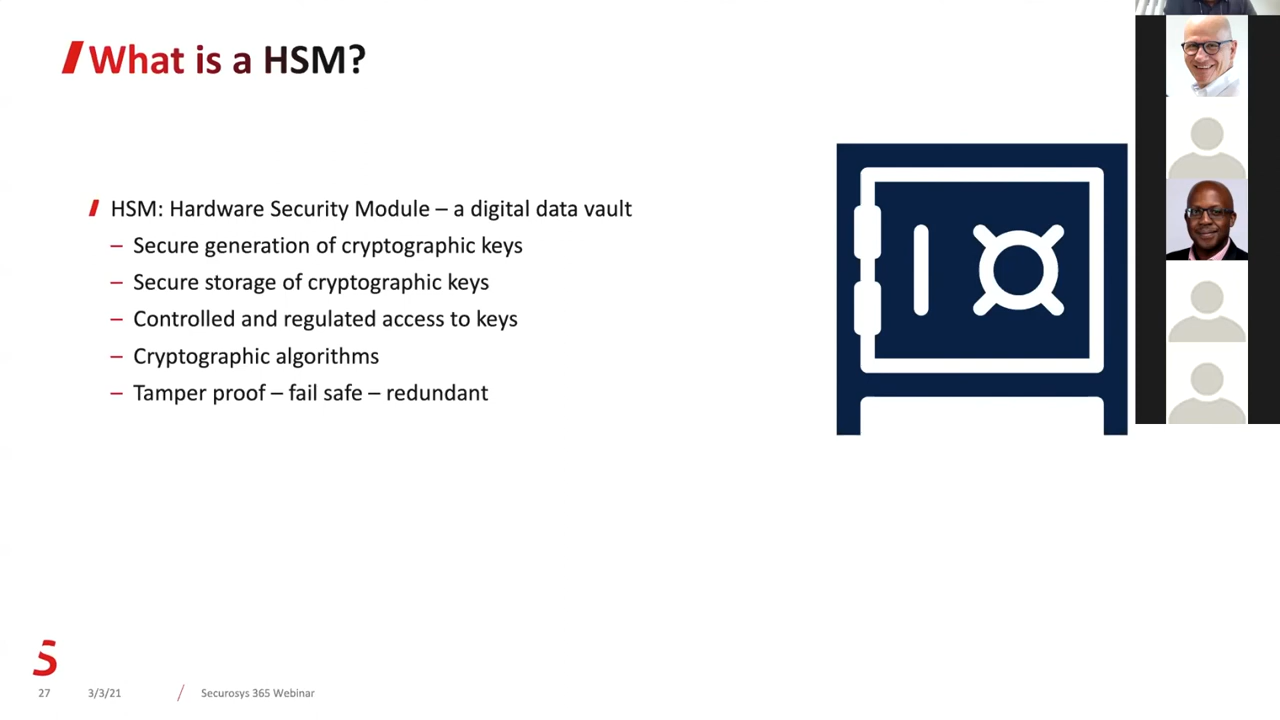 What is a HSM?
HSM: Hardware Security Module – a digital data vault
– Secure generation of cryptographic keys
– Secure storage of cryptographic keys
– Controlled and regulated access to keys
– Cryptographic algorithms
– Tamper proof – fail safe – redundant
27 3/3/21 / Securosys 365 Webinar